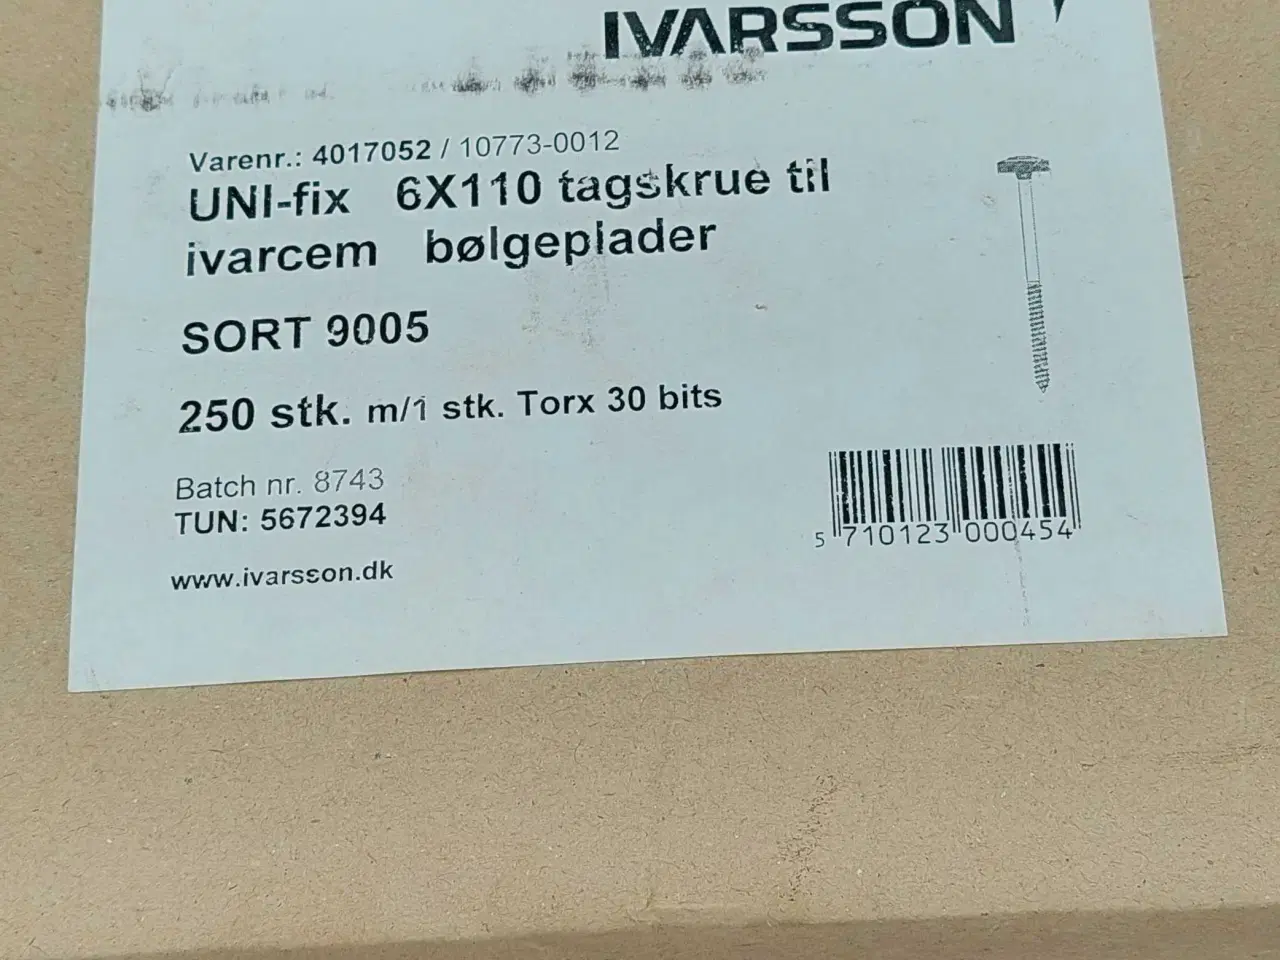 IVARSSON
Varenr.: 4017052 / 10773-0012
UNI-fix 6X110 tagskrue til
ivarcem bølgeplader
SORT 9005
250 stk. m/1 stk. Torx 30 bits
Batch nr. 8743
TUN: 5672394
www.ivarsson.dk
5 710123 000454